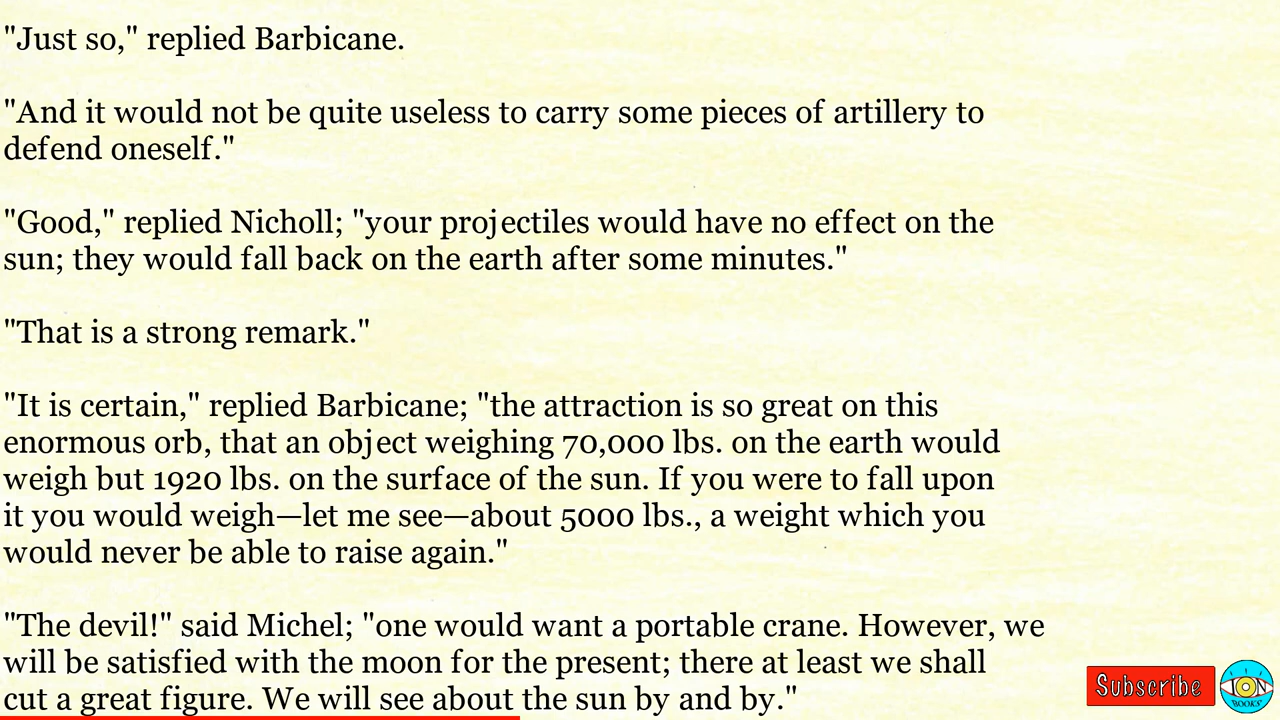 "Just so," replied Barbicane.
"And it would not be quite useless to carry some pieces of artillery to
defend oneself."
"Good," replied Nicholl; "your projectiles would have no effect on the
sun; they would fall back on the earth after some minutes."
"That is a strong remark."
"It is certain," replied Barbicane; "the attraction is so great on this
enormous orb, that an object weighing 70,000 lbs. on the earth would
weigh but 1920 lbs. on the surface of the sun. If you were to fall upon
it you would weigh—let me see—about 5000 lbs., a weight which you
would never be able to raise again."
"The devil!" said Michel; "one would want a portable crane. However, we
will be satisfied with the moon for the present; there at least we shall
cut a great figure. We will see about the sun by and by."
Subscribe
ION
BOOKS